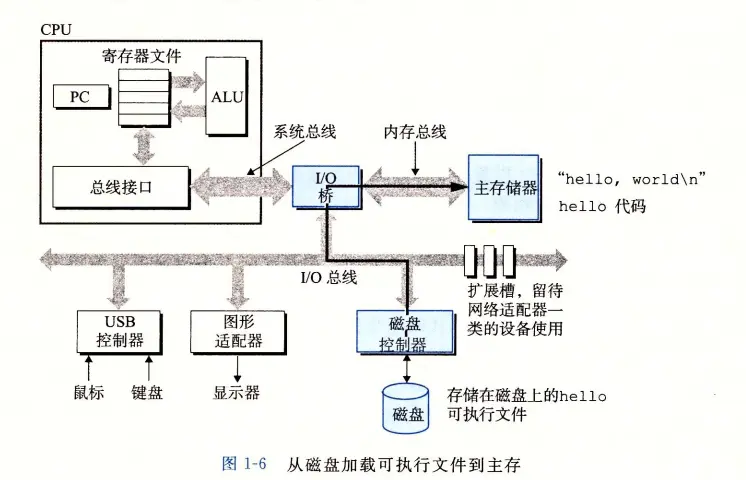 CPU
寄存器文件
PC
ALU
系统总线
内存总线
总线接口
I/O
桥
主存储器
“hello, world\n”
hello 代码
I/O 总线
扩展槽，留待
网络适配器一
类的设备使用
USB
控制器
图形
适配器
磁盘
控制器
鼠标
键盘
显示器
磁盘
存储在磁盘上的hello
可执行文件
图 1-6 从磁盘加载可执行文件到主存